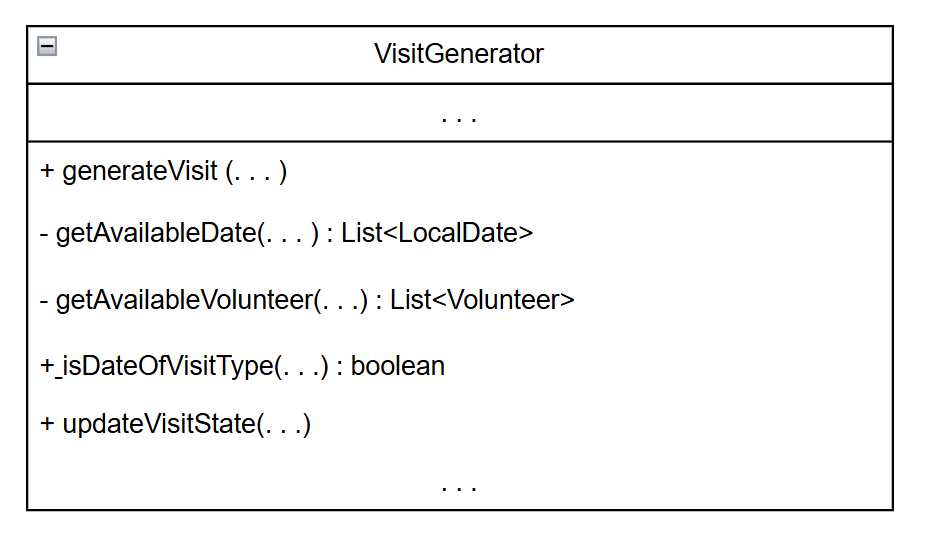 VisitGenerator
. . .
+ generateVisit (. . . )
- getAvailableDate(. . . ) : List<LocalDate>
- getAvailableVolunteer(. . .) : List<Volunteer>
+_isDateOfVisitType(. . .) : boolean
+ updateVisitState(. . .)
. . .